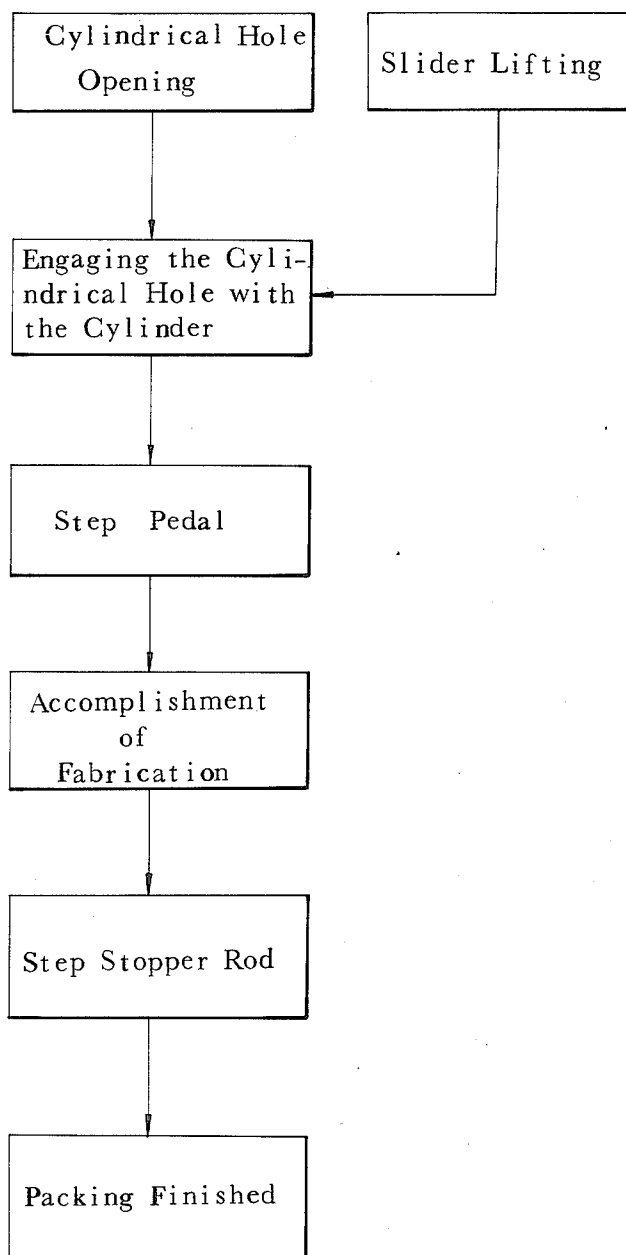 Cylindrical Hole
Opening
Slider Lifting
Engaging the Cyli-
ndrical Hole with
the Cylinder
Step Pedal
Accomplishment
of
Fabrication
Step Stopper Rod
Packing Finished